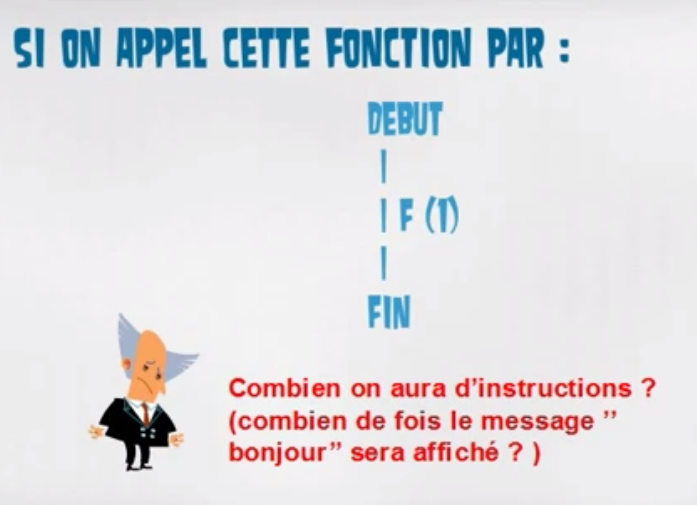 SI ON APPEL CETTE FONCTION PAR :
DEBUT
|
| F (1)
|
FIN
Combien on aura d'instructions ?
(combien de fois le message ’’
bonjour’’ sera affiché ? )